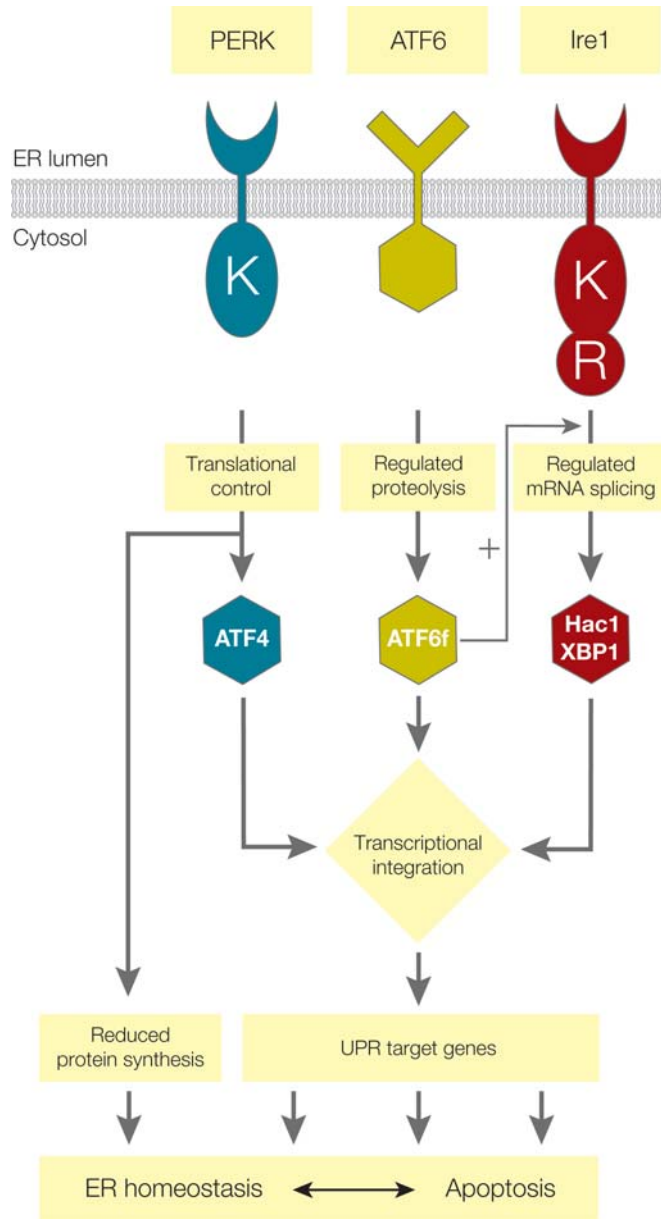 PERK
ATF6
Ire1
ER lumen
Cytosol
K
K
R
Translational
control
Regulated
proteolysis
Regulated
mRNA splicing
+
ATF4
ATF6f
Hac1
XBP1
Transcriptional
integration
Reduced
protein synthesis
UPR target genes
ER homeostasis
Apoptosis